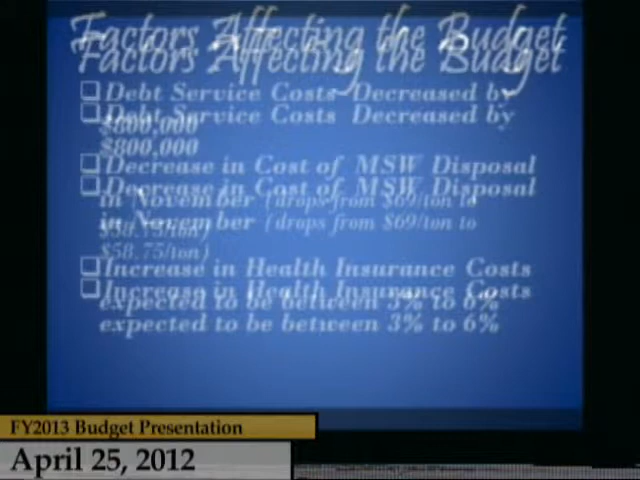 Factors Affecting the Budget
❑ Debt Service Costs Decreased by
$800,000
❑ Decrease in Cost of MSW Disposal
in November (drops from $69/ton to
$58.75/ton)
❑ Increase in Health Insurance Costs
expected to be between 3% to 6%
FY2013 Budget Presentation
April 25, 2012